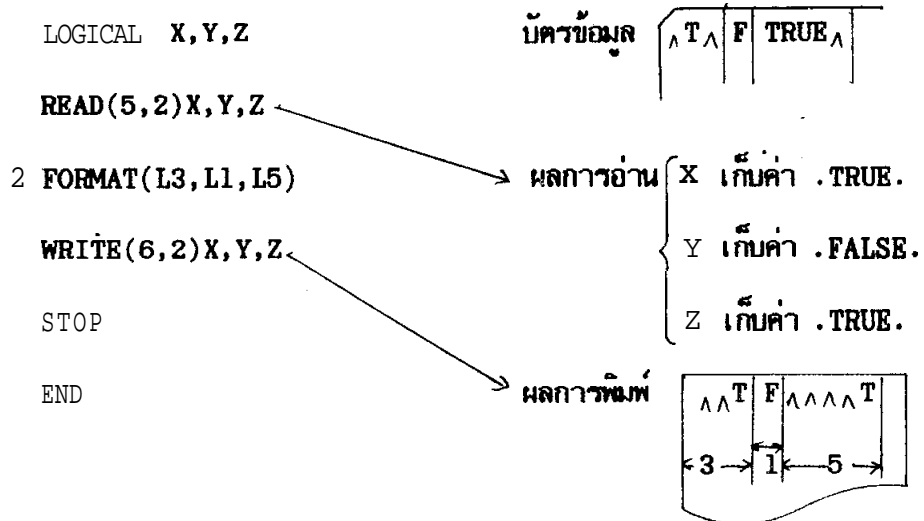 LOGICAL X,Y,Z บัตรข้อมูล ^T^ F TRUE^
READ(5,2)X,Y,Z
2 FORMAT(L3,L1,L5) ผลการอ่าน X เก็บค่า .TRUE.
WRITE(6,2)X,Y,Z Y เก็บค่า .FALSE.
STOP Z เก็บค่า .TRUE.
END ผลการพิมพ์ ^^T F ^^^^T
3 1 5